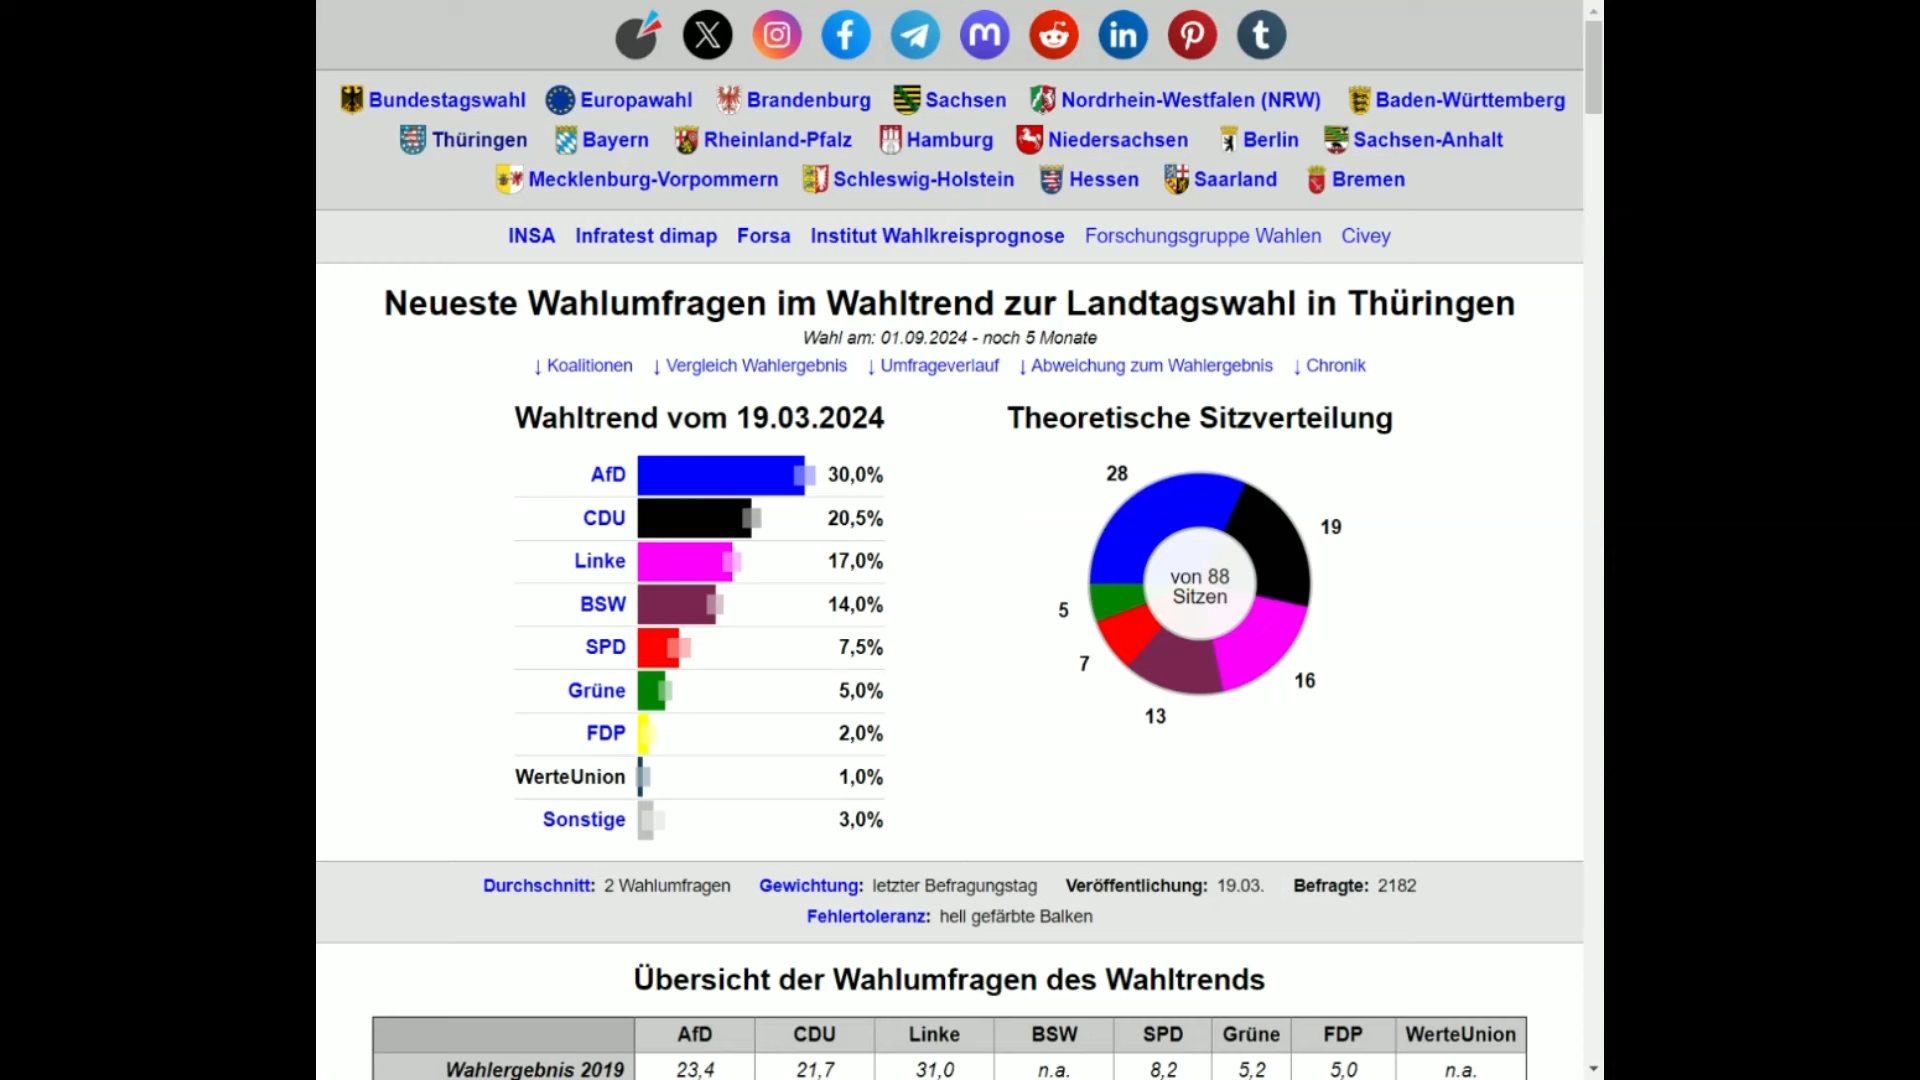 Bundestagswahl Europawahl Brandenburg Sachsen Nordrhein-Westfalen (NRW) Baden-Württemberg
Thüringen Bayern Rheinland-Pfalz Hamburg Niedersachsen Berlin Sachsen-Anhalt
Mecklenburg-Vorpommern Schleswig-Holstein Hessen Saarland Bremen
INSA Infratest dimap Forsa Institut Wahlkreisprognose Forschungsgruppe Wahlen Civey
Neueste Wahlumfragen im Wahltrend zur Landtagswahl in Thüringen
Wahl am: 01.09.2024 - noch 5 Monate
↓ Koalitionen ↓ Vergleich Wahlergebnis ↓ Umfrageverlauf ↓ Abweichung zum Wahlergebnis ↓ Chronik
Wahltrend vom 19.03.2024
AfD 30,0%
CDU 20,5%
Linke 17,0%
BSW 14,0%
SPD 7,5%
Grüne 5,0%
FDP 2,0%
WerteUnion 1,0%
Sonstige 3,0%
Theoretische Sitzverteilung
28
19
von 88
Sitzen
5
7
16
13
Durchschnitt: 2 Wahlumfragen Gewichtung: letzter Befragungstag Veröffentlichung: 19.03. Befragte: 2182
Fehlertoleranz: hell gefärbte Balken
Übersicht der Wahlumfragen des Wahltrends
AfD CDU Linke BSW SPD Grüne FDP WerteUnion
Wahlergebnis 2019 23,4 21,7 31,0 n.a. 8,2 5,2 5,0 n.a.